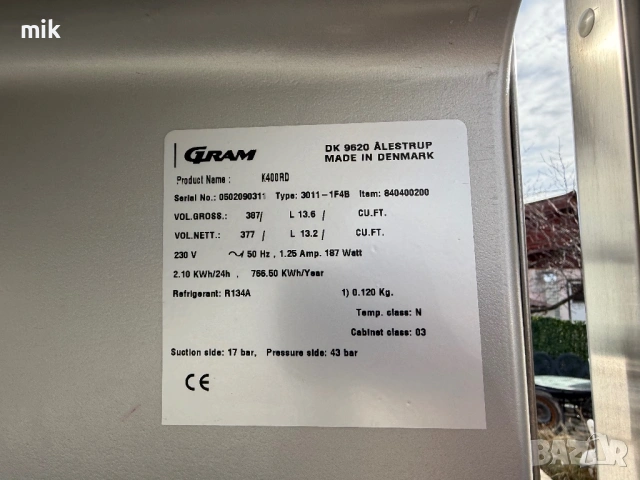 mik
GRAM
DK 9620 ÅLESTRUP
MADE IN DENMARK
Product Name : K400RD
Serial No.: 0502090311 Type: 3011-1F4B Item: 840400200
VOL.GROSS.: 387/ L 13.6/ CU.FT.
VOL.NETT.: 377 / L 13.2/ CU.FT.
230 V ~/ 50 Hz , 1.25 Amp. 187 Watt
2.10 KWh/24h , 766.50 KWh/Year
Refrigerant: R134A 1) 0.120 Kg.
Temp. class: N
Cabinet class: 03
Suction side: 17 bar, Pressure side: 43 bar
CE
BAZAR